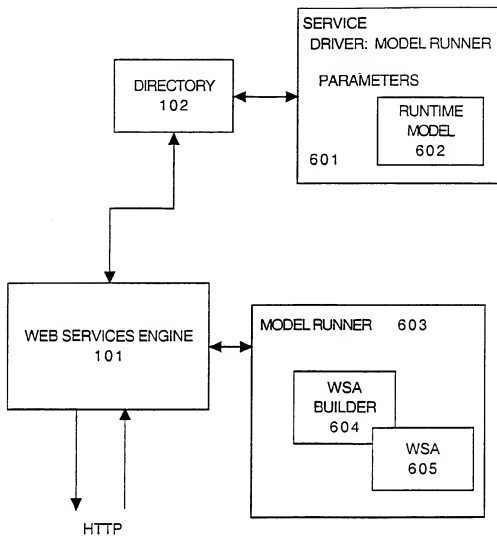 SERVICE
DRIVER: MODEL RUNNER
PARAMETERS
RUNTIME
MODEL
602
601
DIRECTORY
102
WEB SERVICES ENGINE
101
MODEL RUNNER 603
WSA
BUILDER
604
WSA
605
HTTP